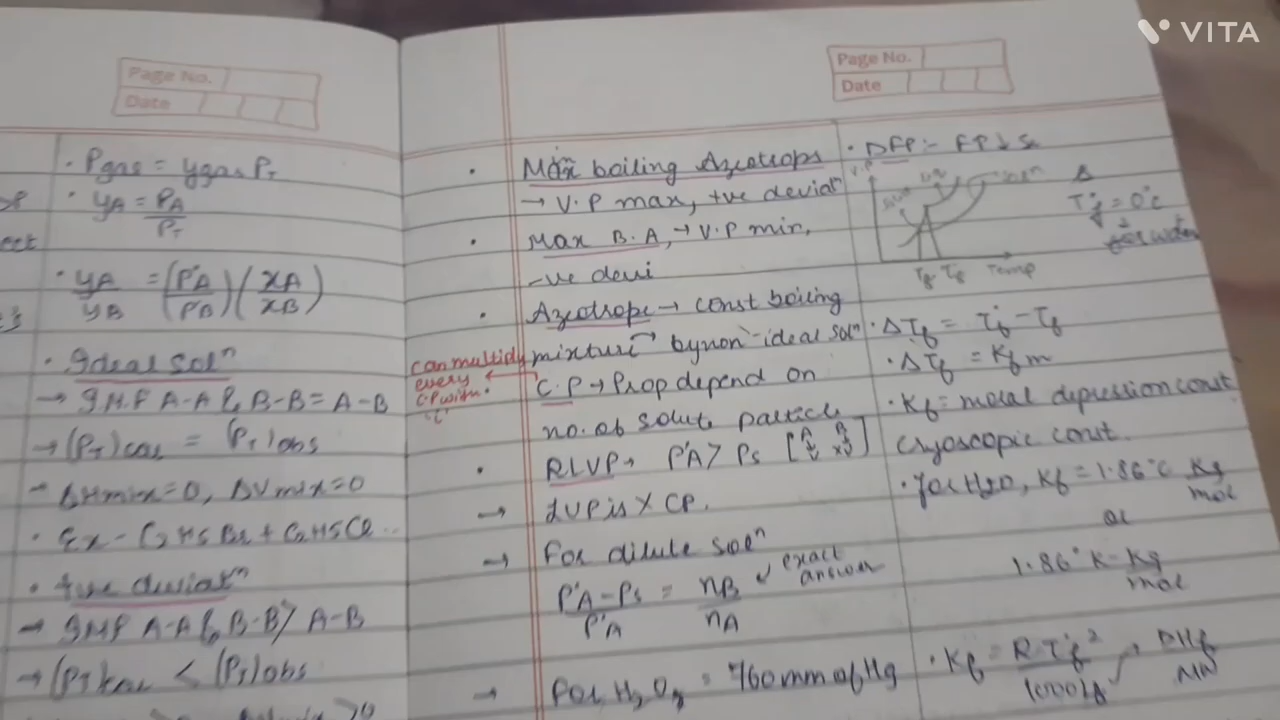 VITA
Page No.
Date
· Pgas = ygas PT
· yA = PA / PT
· yA / yB = (P°A / P°B) (xA / xB)
· Ideal solⁿ
→ IMF A-A & B-B = A-B
→ (PT)cal = (PT)obs
→ ΔHmix=0, ΔVmix=0
· Ex - C2H5Br + C2H5Cl..
· +ve deviatⁿ
→ IMF A-A & B-B > A-B
→ (PT)cal < (PT)obs
Page No.
Date
· boiling Azeotrops
→ V.P max, +ve deviatⁿ
· Max B.A, → V.P min,
-ve devi
· Azeotrope → const boiling
mixture → by non-ideal solⁿ
can multiply
every
C.P with
"i"
C.P → Prop depend on
no. of solute particle
· RLVP → P°A > Ps
→ LVP is X CP.
→ For dilute solⁿ
P°A - Ps / P°A = nB / nA ✓ exact
answer
→ for H2O, = 760mm of Hg
· DFP :- FP↓s
V.P
Temp
Tf Tf
T°f = 0°c
for water
· ΔTf = T°f - Tf
· ΔTf = Kf m
· Kf = molal depression const
cryoscopic const.
· for H2O, Kf = 1.86°C Kg / mol
or
1.86°K-Kg / mol
· Kf = R T°f² / 1000 Lf → ΔHf / MW